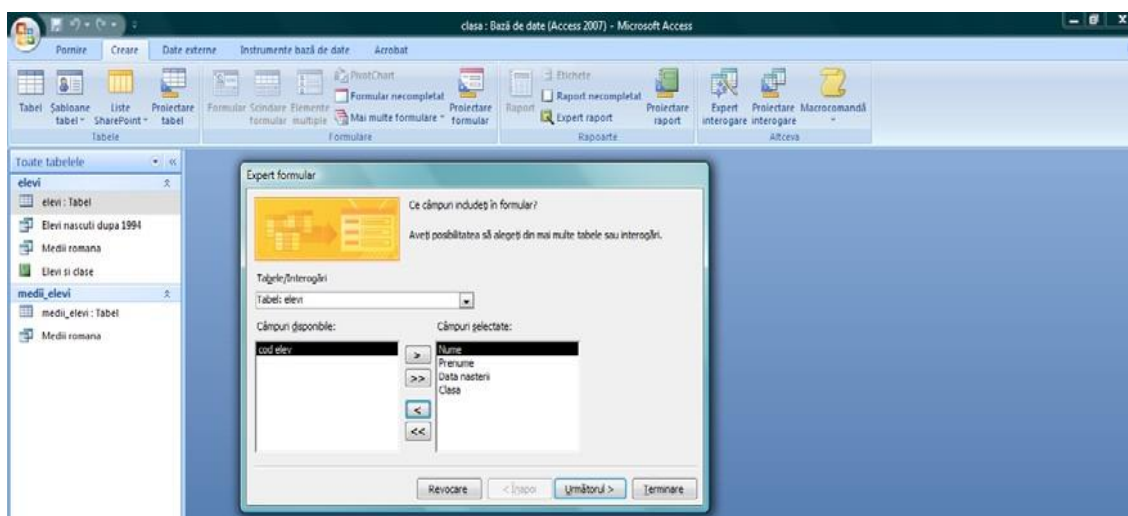 clasa : Bază de date (Access 2007) - Microsoft Access
Pornire Creare Date externe Instrumente bază de date Acrobat
Tabel Şabloane tabel Liste SharePoint Proiectare tabel
Tabele
Formular Scindare formular Elemente multiple
PivotChart
Formular necompletat
Mai multe formulare
Proiectare formular
Formulare
Raport
Etichete
Raport necompletat
Expert raport
Proiectare raport
Rapoarte
Expert interogare Proiectare interogare Macrocomandă
Altceva
Toate tabelele
elevi
elevi : Tabel
Elevi nascuti dupa 1994
Medii romana
Elevi si clase
medii_elevi
medii_elevi : Tabel
Medii romana
Expert formular
Ce câmpuri includeţi în formular?
Aveţi posibilitatea să alegeţi din mai multe tabele sau interogări.
Tabele/Interogări
Tabel: elevi
Câmpuri disponibile:
cod elev
> 
>>
<
<<
Câmpuri selectate:
Nume
Prenume
Data nasterii
Clasa
Revocare < Înapoi Următorul > Terminare